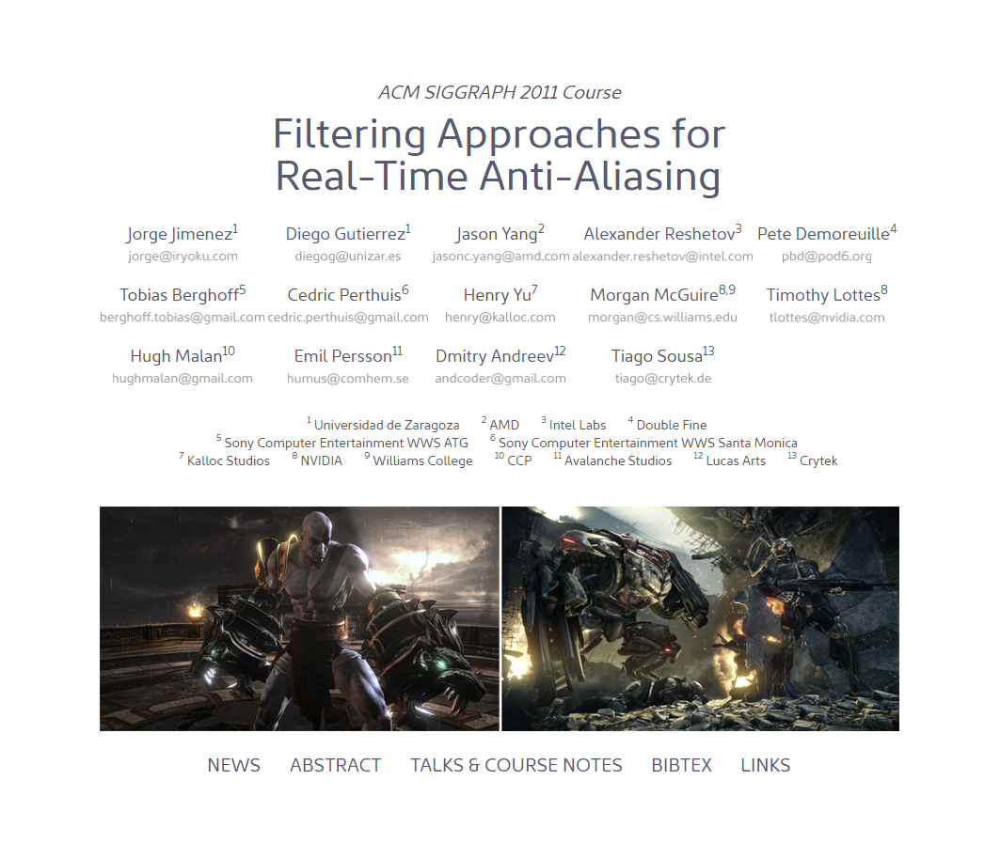 ACM SIGGRAPH 2011 Course
Filtering Approaches for
Real-Time Anti-Aliasing
Jorge Jimenez1 Diego Gutierrez1 Jason Yang2 Alexander Reshetov3 Pete Demoreuille4
jorge@iryoku.com diegog@unizar.es jasonc.yang@amd.com alexander.reshetov@intel.com pbd@pod6.org
Tobias Berghoff5 Cedric Perthuis6 Henry Yu7 Morgan McGuire8,9 Timothy Lottes8
berghoff.tobias@gmail.com cedric.perthuis@gmail.com henry@kalloc.com morgan@cs.williams.edu tlottes@nvidia.com
Hugh Malan10 Emil Persson11 Dmitry Andreev12 Tiago Sousa13
hughmalan@gmail.com humus@comhem.se andcoder@gmail.com tiago@crytek.de
1 Universidad de Zaragoza 2 AMD 3 Intel Labs 4 Double Fine
5 Sony Computer Entertainment WWS ATG 6 Sony Computer Entertainment WWS Santa Monica
7 Kalloc Studios 8 NVIDIA 9 Williams College 10 CCP 11 Avalanche Studios 12 Lucas Arts 13 Crytek
NEWS ABSTRACT TALKS & COURSE NOTES BIBTEX LINKS